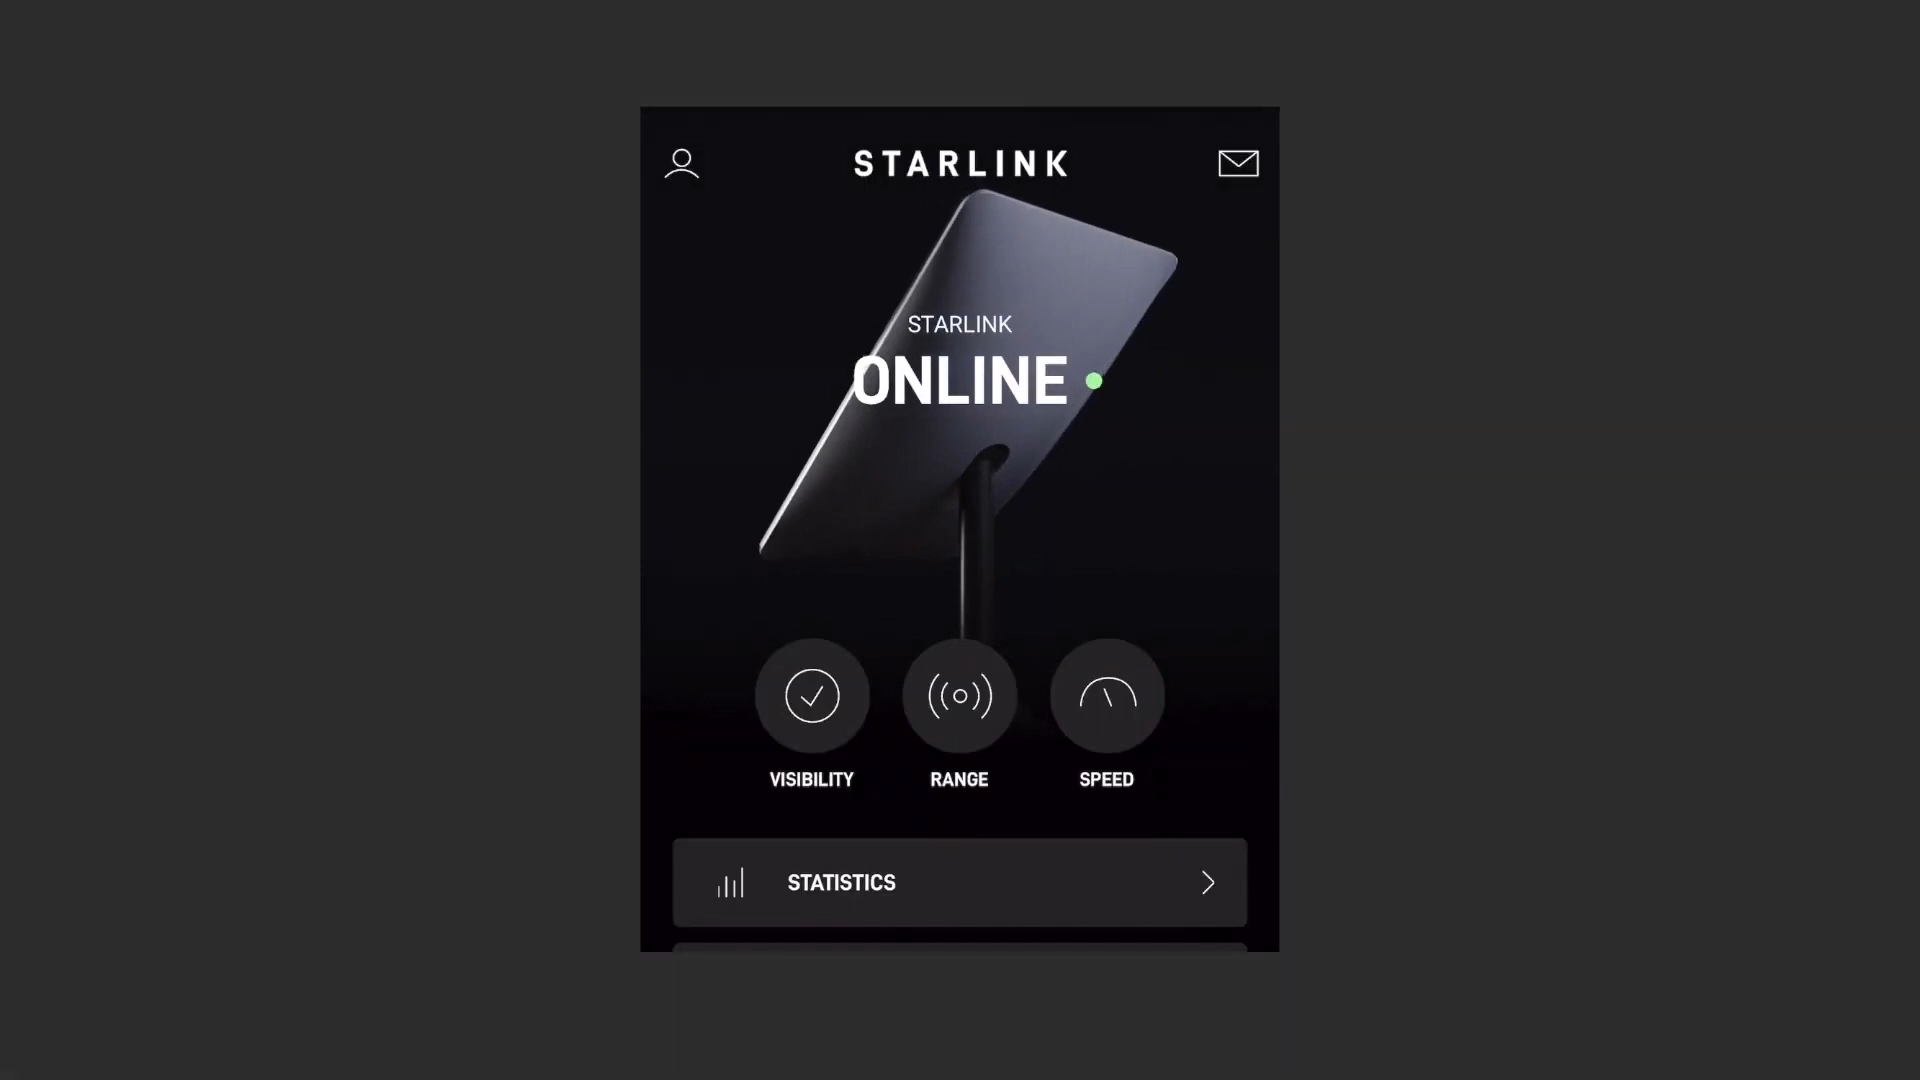 STARLINK
STARLINK
ONLINE
VISIBILITY
RANGE
SPEED
STATISTICS